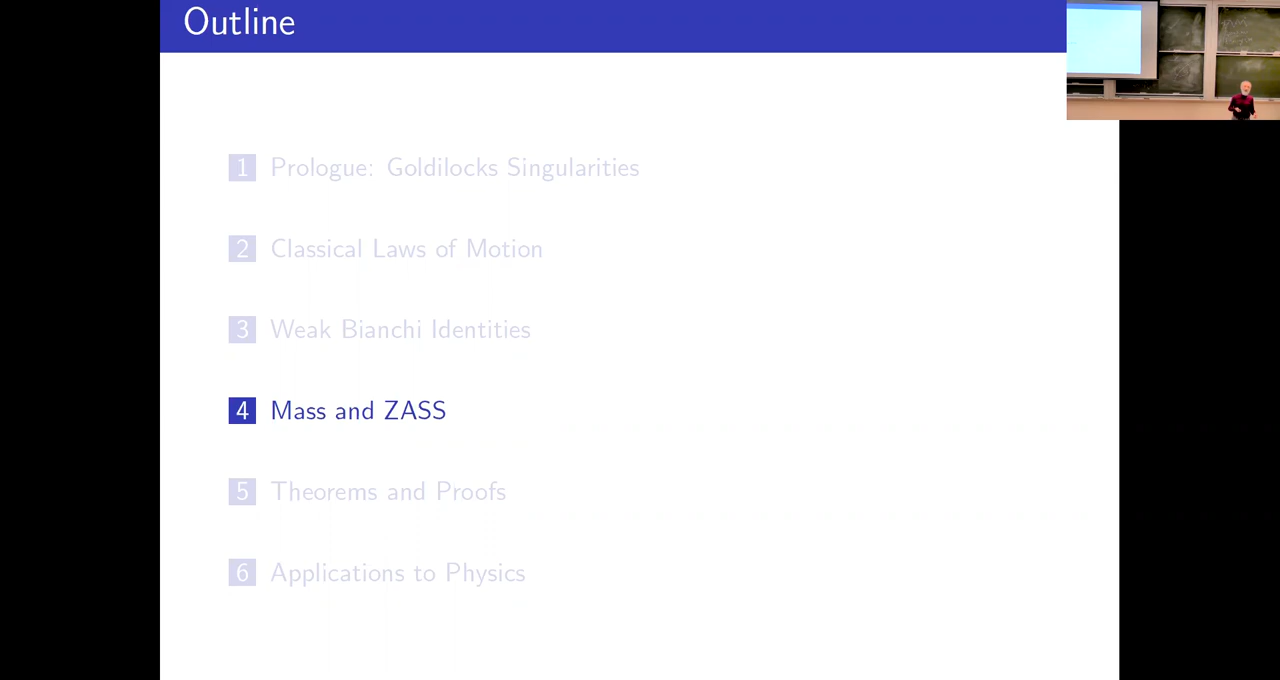 Outline
1 Prologue: Goldilocks Singularities
2 Classical Laws of Motion
3 Weak Bianchi Identities
4 Mass and ZASS
5 Theorems and Proofs
6 Applications to Physics